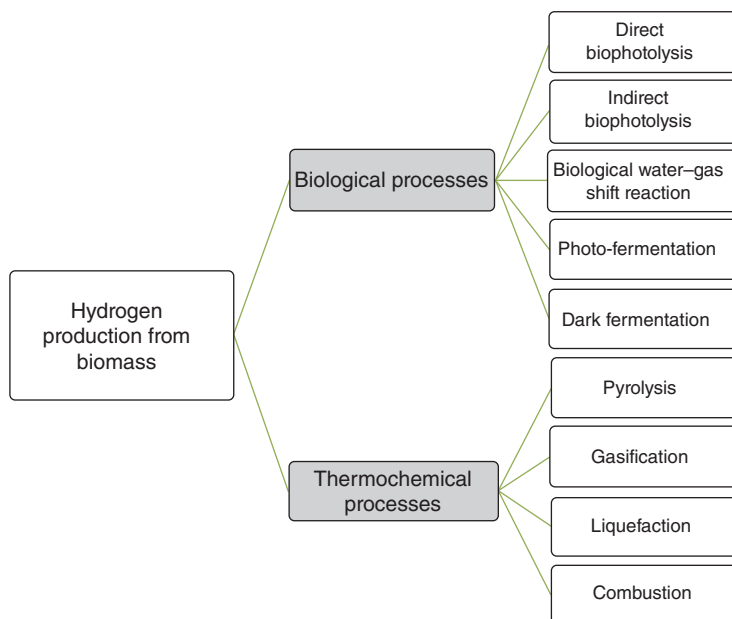 Direct
biophotolysis
Indirect
biophotolysis
Biological processes
Biological water–gas
shift reaction
Photo-fermentation
Dark fermentation
Hydrogen
production from
biomass
Pyrolysis
Gasification
Thermochemical
processes
Liquefaction
Combustion